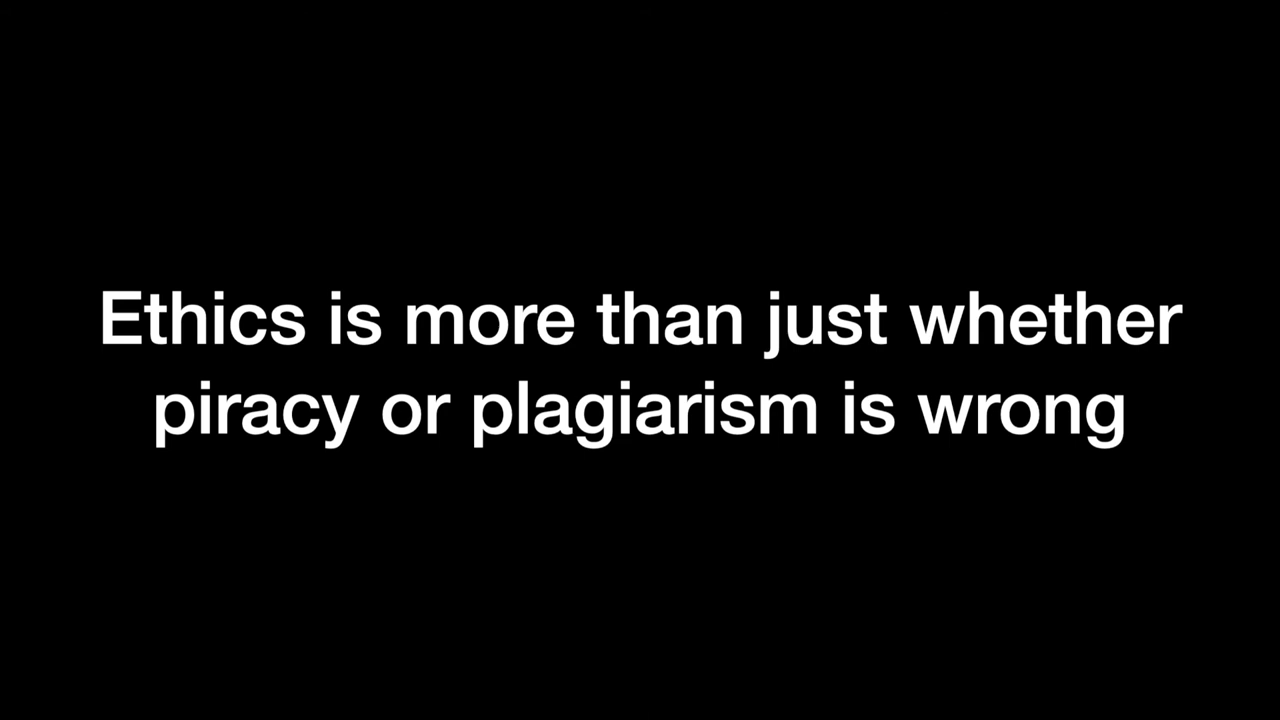 Ethics is more than just whether
piracy or plagiarism is wrong